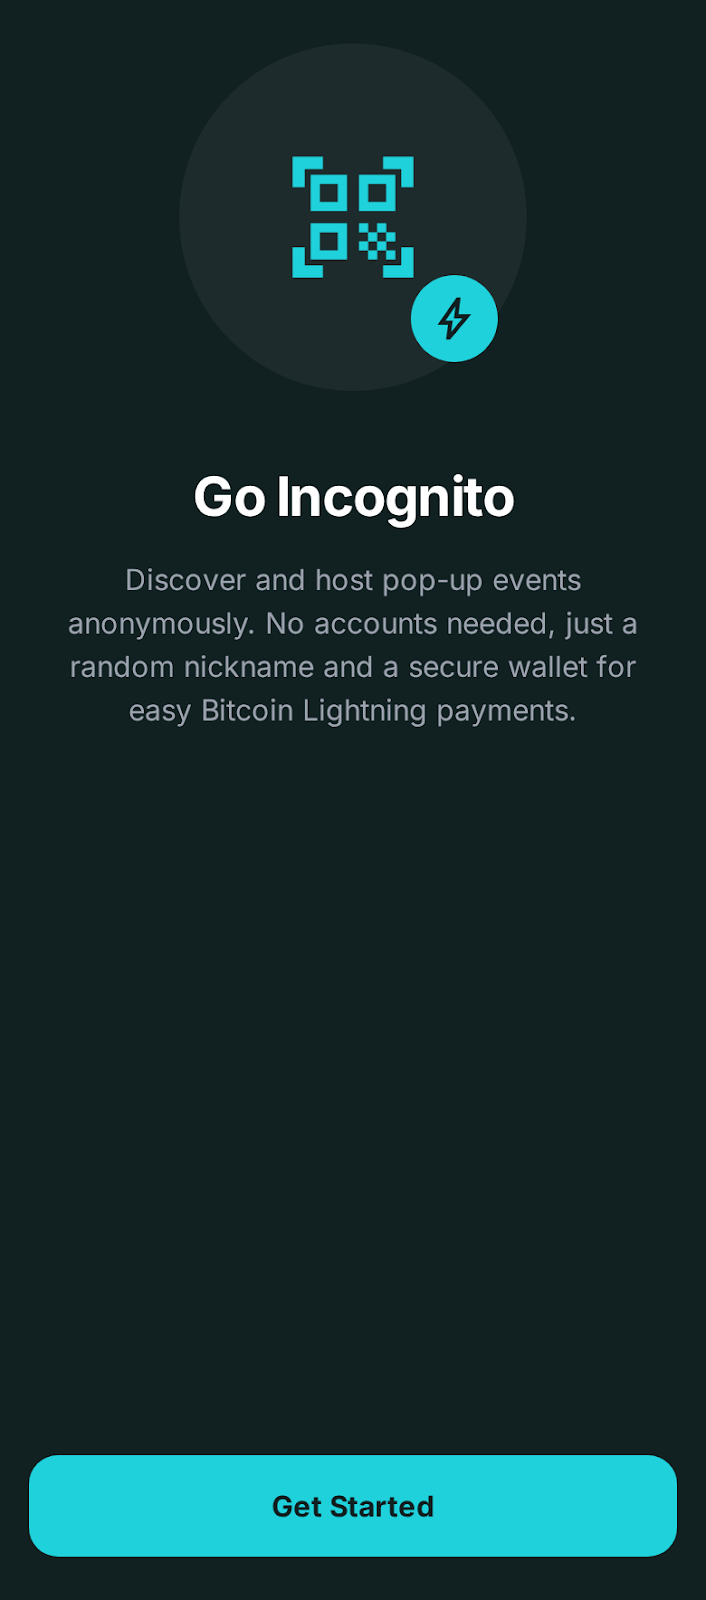 Go Incognito
Discover and host pop-up events
anonymously. No accounts needed, just a
random nickname and a secure wallet for
easy Bitcoin Lightning payments.
Get Started